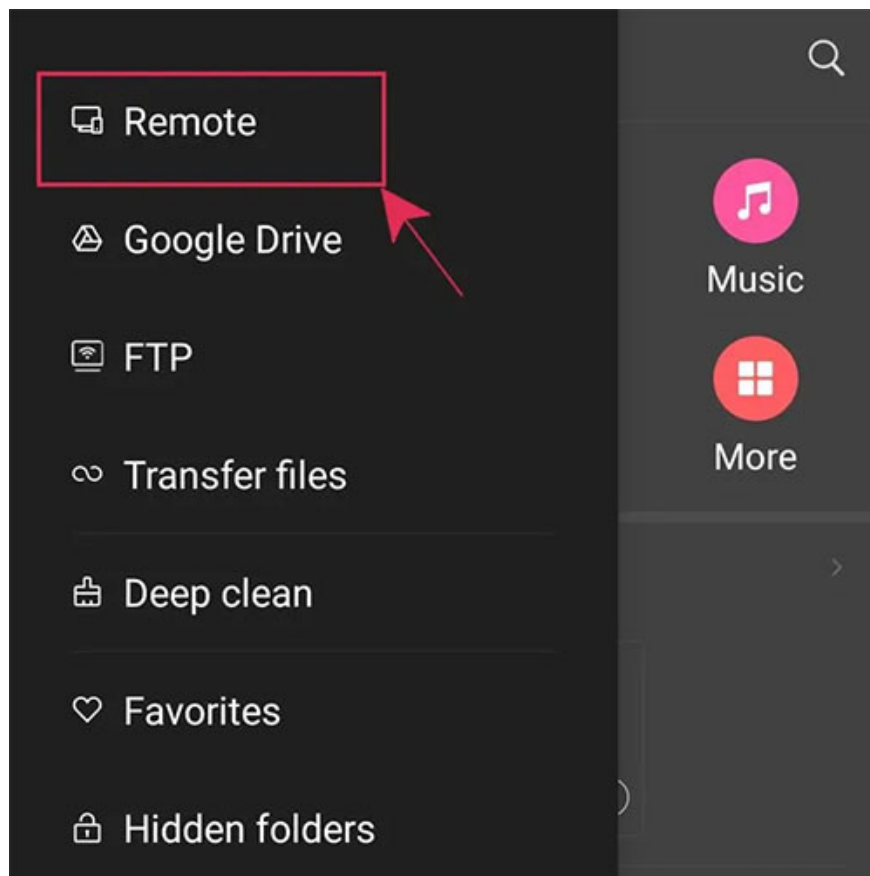 Remote
Google Drive
FTP
Transfer files
Deep clean
Favorites
Hidden folders
Music
More